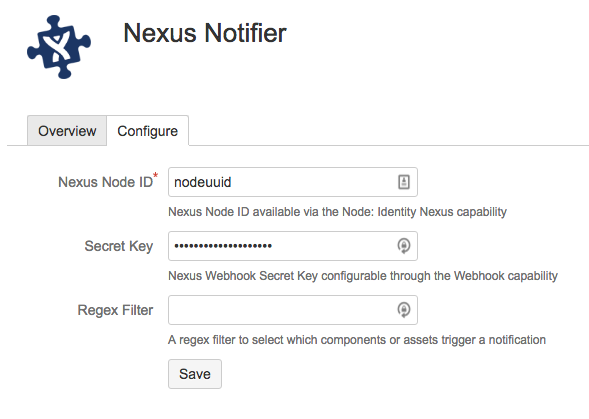 Nexus Notifier
Overview Configure
Nexus Node ID* nodeuuid
Nexus Node ID available via the Node: Identity Nexus capability
Secret Key ••••••••••••••••••••
Nexus Webhook Secret Key configurable through the Webhook capability
Regex Filter
A regex filter to select which components or assets trigger a notification
Save